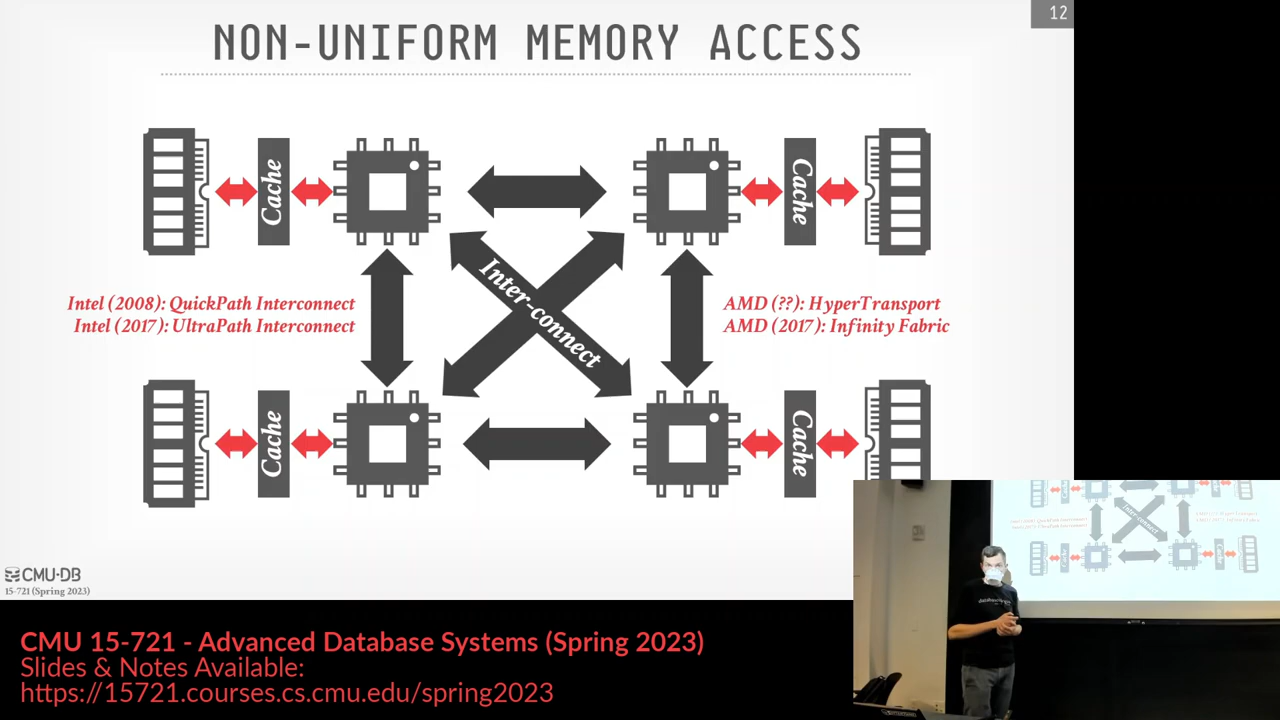 12
NON-UNIFORM MEMORY ACCESS
Cache
Cache
Inter-connect
Intel (2008): QuickPath Interconnect
Intel (2017): UltraPath Interconnect
AMD (??): HyperTransport
AMD (2017): Infinity Fabric
Cache
Cache
CMU·DB
15-721 (Spring 2023)
CMU 15-721 - Advanced Database Systems (Spring 2023)
Slides & Notes Available:
https://15721.courses.cs.cmu.edu/spring2023